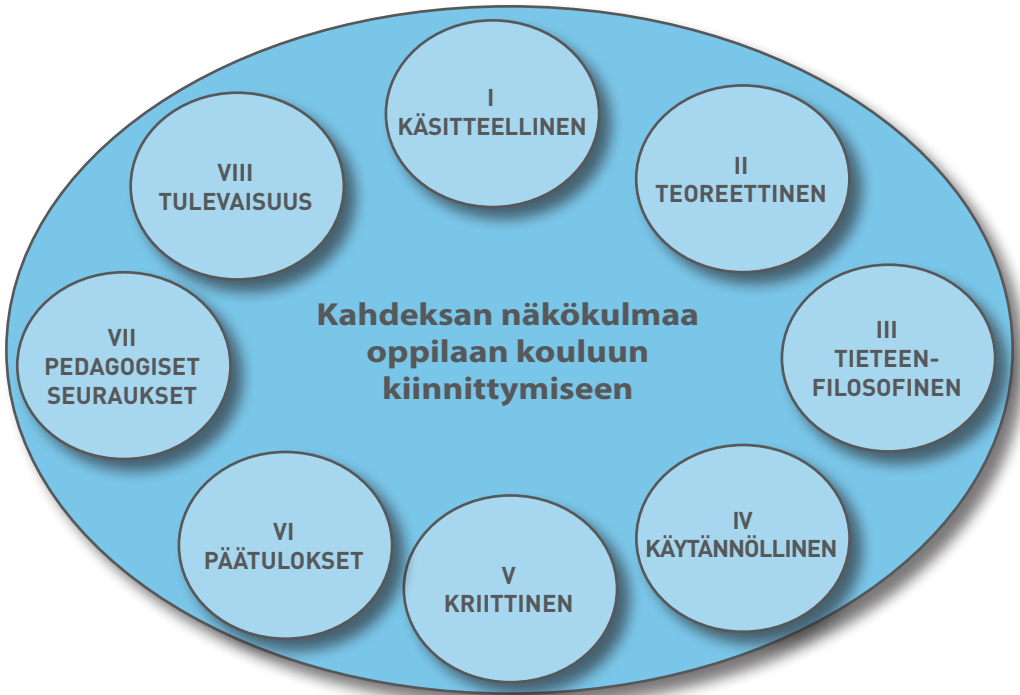 Kahdeksan näkökulmaa
oppilaan kouluun
kiinnittymiseen
I
KÄSITTEELLINEN
II
TEOREETTINEN
III
TIETEEN-
FILOSOFINEN
IV
KÄYTÄNNÖLLINEN
V
KRIITTINEN
VI
PÄÄTULOKSET
VII
PEDAGOGISET
SEURAUKSET
VIII
TULEVAISUUS